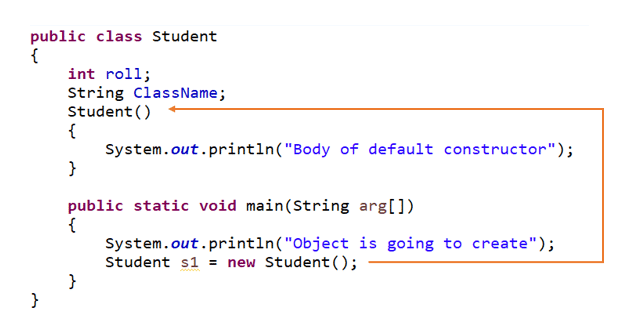 public class Student
{
int roll;
String ClassName;
Student()
{
System.out.println("Body of default constructor");
}
public static void main(String arg[])
{
System.out.println("Object is going to create");
Student s1 = new Student();
}
}